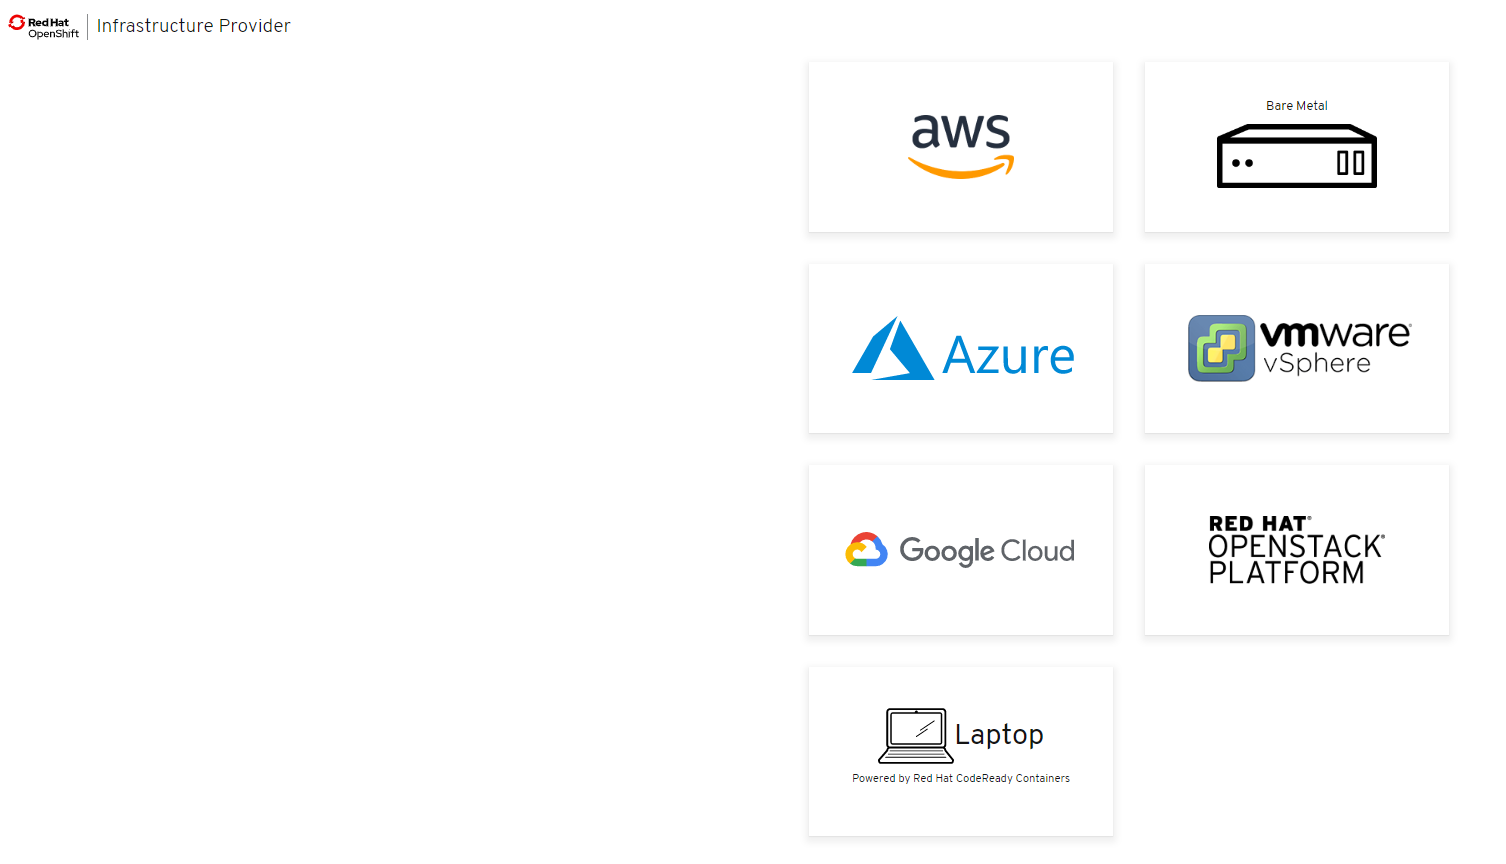 Red Hat
OpenShift
Infrastructure Provider
aws
Bare Metal
Azure
vmware®
vSphere
Google Cloud
RED HAT®
OPENSTACK®
PLATFORM
Laptop
Powered by Red Hat CodeReady Containers